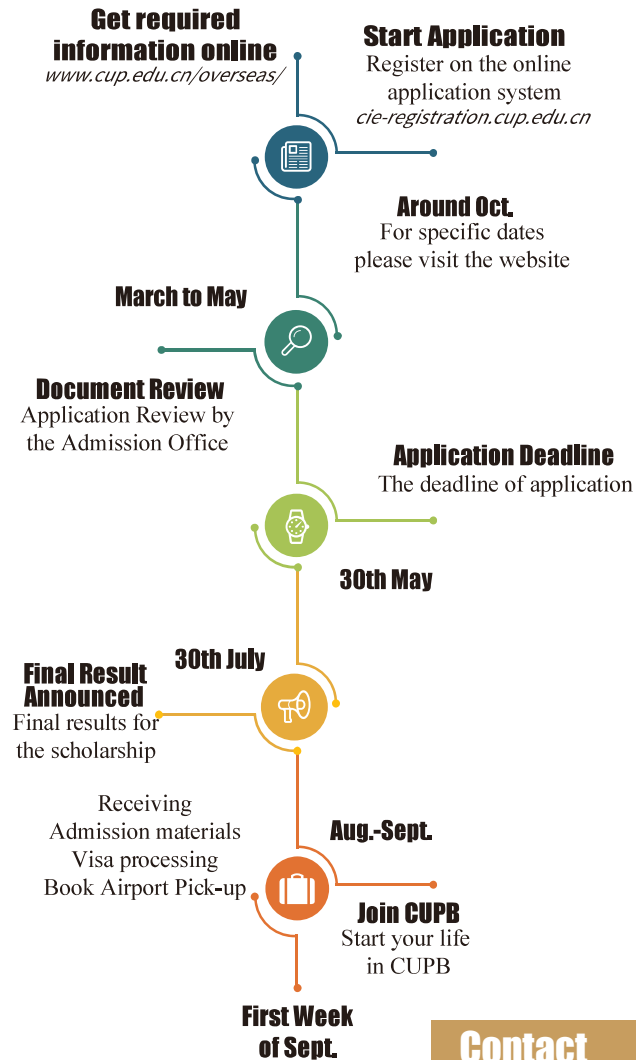 Get required
information online
www.cup.edu.cn/overseas/
Start Application
Register on the online
application system
cie-registration.cup.edu.cn
Around Oct.
For specific dates
please visit the website
March to May
Document Review
Application Review by
the Admission Office
Application Deadline
The deadline of application
30th May
30th July
Final Result
Announced
Final results for
the scholarship
Receiving
Admission materials
Visa processing
Book Airport Pick-up
Aug.-Sept.
Join CUPB
Start your life
in CUPB
First Week
of Sept.
Contact